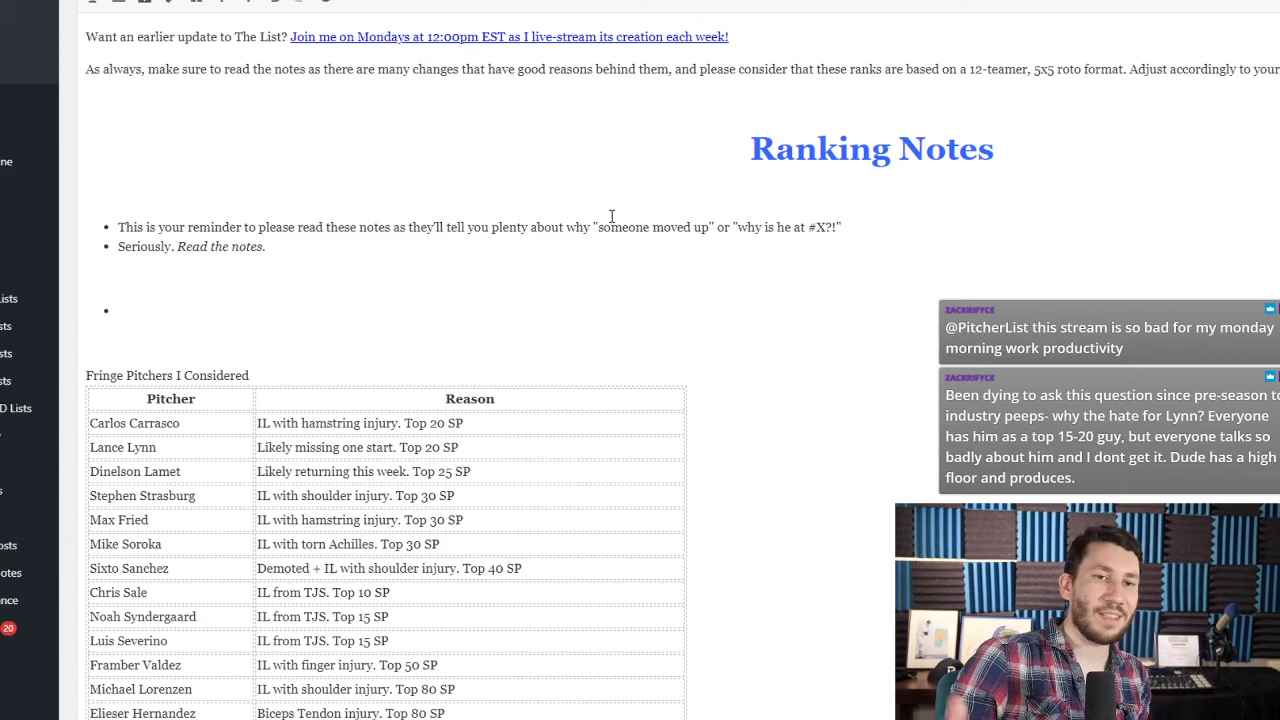 Want an earlier update to The List? Join me on Mondays at 12:00pm EST as I live-stream its creation each week!
As always, make sure to read the notes as there are many changes that have good reasons behind them, and please consider that these ranks are based on a 12-teamer, 5x5 roto format. Adjust accordingly to your
ne
Ranking Notes
This is your reminder to please read these notes as they'll tell you plenty about why "someone moved up" or "why is he at #X?!"
Seriously. Read the notes.
Lists
sts
sts
sts
D Lists
osts
otes
nce
20
ZACKRIFYCE
@PitcherList this stream is so bad for my monday
morning work productivity
ZACKRIFYCE
Been dying to ask this question since pre-season to
industry peeps- why the hate for Lynn? Everyone
has him as a top 15-20 guy, but everyone talks so
badly about him and I dont get it. Dude has a high
floor and produces.
Fringe Pitchers I Considered
Pitcher Reason
Carlos Carrasco IL with hamstring injury. Top 20 SP
Lance Lynn Likely missing one start. Top 20 SP
Dinelson Lamet Likely returning this week. Top 25 SP
Stephen Strasburg IL with shoulder injury. Top 30 SP
Max Fried IL with hamstring injury. Top 30 SP
Mike Soroka IL with torn Achilles. Top 30 SP
Sixto Sanchez Demoted + IL with shoulder injury. Top 40 SP
Chris Sale IL from TJS. Top 10 SP
Noah Syndergaard IL from TJS. Top 15 SP
Luis Severino IL from TJS. Top 15 SP
Framber Valdez IL with finger injury. Top 50 SP
Michael Lorenzen IL with shoulder injury. Top 80 SP
Elieser Hernandez Biceps Tendon injury. Top 80 SP